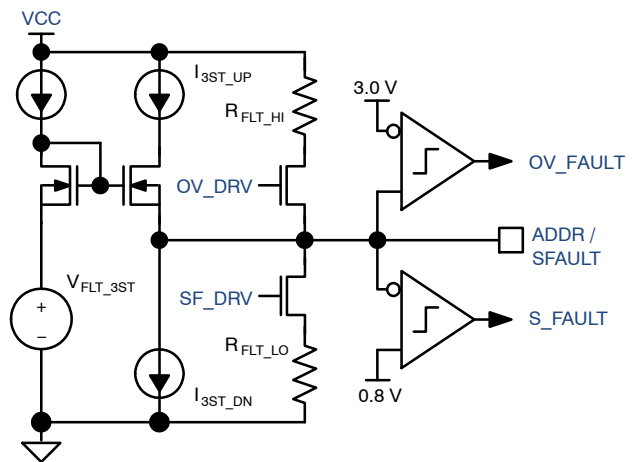 VCC
I3ST_UP
RFLT_HI
3.0 V
OV_FAULT
OV_DRV
ADDR /
SFAULT
VFLT_3ST
+
−
SF_DRV
S_FAULT
RFLT_LO
I3ST_DN
0.8 V